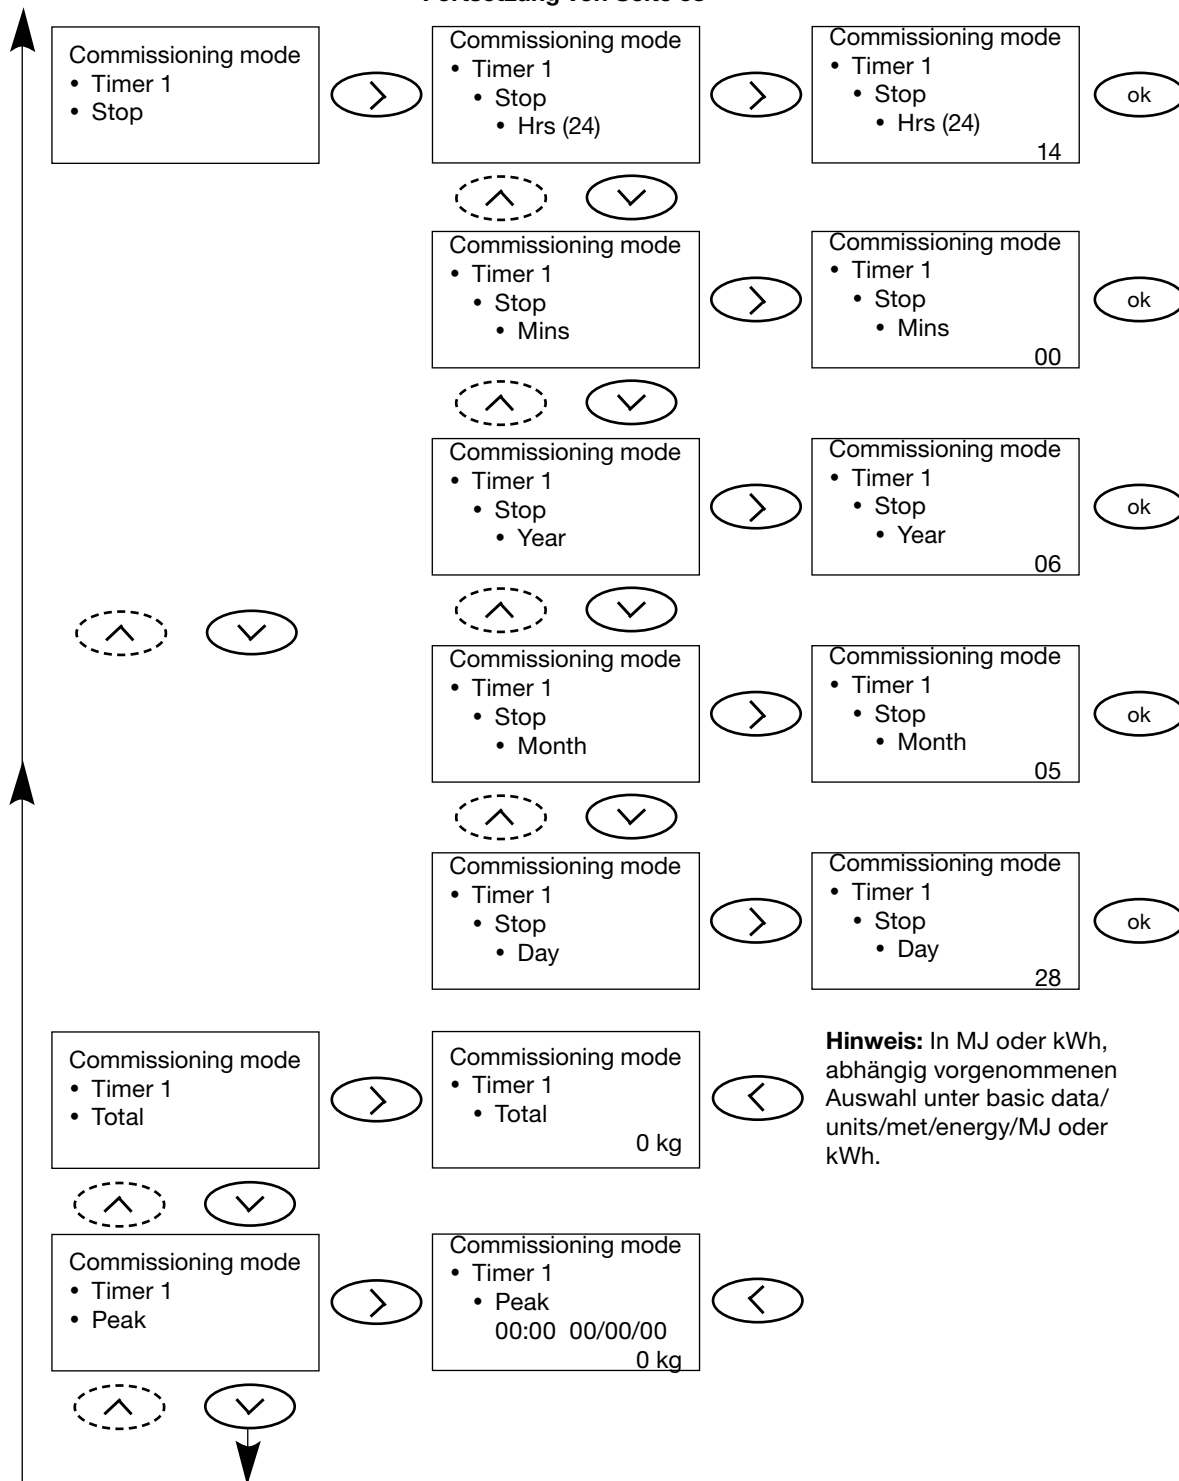 Commissioning mode
• Timer 1
• Stop
Commissioning mode
• Timer 1
• Stop
• Hrs (24)
Commissioning mode
• Timer 1
• Stop
• Hrs (24)
14
ok
Commissioning mode
• Timer 1
• Stop
• Mins
Commissioning mode
• Timer 1
• Stop
• Mins
00
ok
Commissioning mode
• Timer 1
• Stop
• Year
Commissioning mode
• Timer 1
• Stop
• Year
06
ok
Commissioning mode
• Timer 1
• Stop
• Month
Commissioning mode
• Timer 1
• Stop
• Month
05
ok
Commissioning mode
• Timer 1
• Stop
• Day
Commissioning mode
• Timer 1
• Stop
• Day
28
ok
Commissioning mode
• Timer 1
• Total
Commissioning mode
• Timer 1
• Total
0 kg
Hinweis: In MJ oder kWh,
abhängig vorgenommenen
Auswahl unter basic data/
units/met/energy/MJ oder
kWh.
Commissioning mode
• Timer 1
• Peak
Commissioning mode
• Timer 1
• Peak
00:00 00/00/00
0 kg